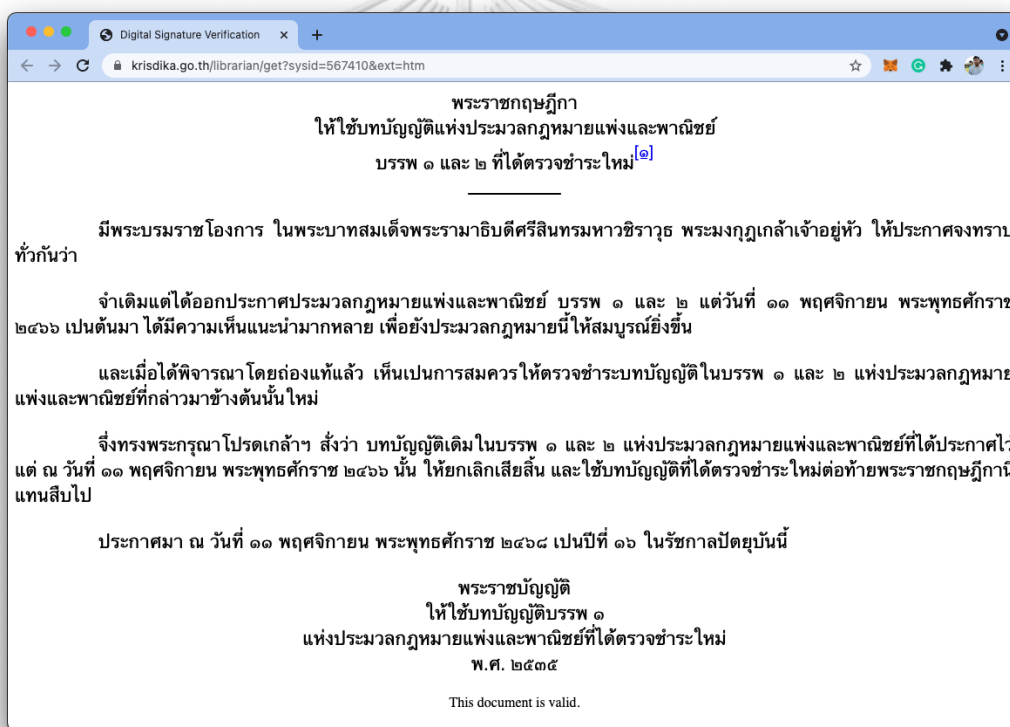 Digital Signature Verification
krisdika.go.th/librarian/get?sysid=567410&ext=htm
พระราชกฤษฎีกา
ให้ใช้บทบัญญัติแห่งประมวลกฎหมายแพ่งและพาณิชย์
บรรพ ๑ และ ๒ ที่ได้ตรวจชำระใหม่[๑]
มีพระบรมราชโองการ ในพระบาทสมเด็จพระรามาธิบดีศรีสินทรมหาวชิราวุธ พระมงกุฎเกล้าเจ้าอยู่หัว ให้ประกาศจงทราบ
ทั่วกันว่า
จำเดิมแต่ได้ออกประกาศประมวลกฎหมายแพ่งและพาณิชย์ บรรพ ๑ และ ๒ แต่วันที่ ๑๑ พฤศจิกายน พระพุทธศักราช
๒๔๖๖ เปนต้นมา ได้มีความเห็นแนะนำมากหลาย เพื่อยังประมวลกฎหมายนี้ให้สมบูรณ์ยิ่งขึ้น
และเมื่อได้พิจารณาโดยถ่องแท้แล้ว เห็นเปนการสมควรให้ตรวจชำระบทบัญญัติในบรรพ ๑ และ ๒ แห่งประมวลกฎหมาย
แพ่งและพาณิชย์ที่กล่าวมาข้างต้นนั้นใหม่
จึ่งทรงพระกรุณาโปรดเกล้าฯ สั่งว่า บทบัญญัติเดิมในบรรพ ๑ และ ๒ แห่งประมวลกฎหมายแพ่งและพาณิชย์ที่ได้ประกาศไว้
แต่ ณ วันที่ ๑๑ พฤศจิกายน พระพุทธศักราช ๒๔๖๖ นั้น ให้ยกเลิกเสียสิ้น และใช้บทบัญญัติที่ได้ตรวจชำระใหม่ต่อท้ายพระราชกฤษฎีกานี้
แทนสืบไป
ประกาศมา ณ วันที่ ๑๑ พฤศจิกายน พระพุทธศักราช ๒๔๖๘ เปนปีที่ ๑๖ ในรัชกาลปัตยุบันนี้
พระราชบัญญัติ
ให้ใช้บทบัญญัติบรรพ ๑
แห่งประมวลกฎหมายแพ่งและพาณิชย์ที่ได้ตรวจชำระใหม่
พ.ศ. ๒๕๓๕
This document is valid.